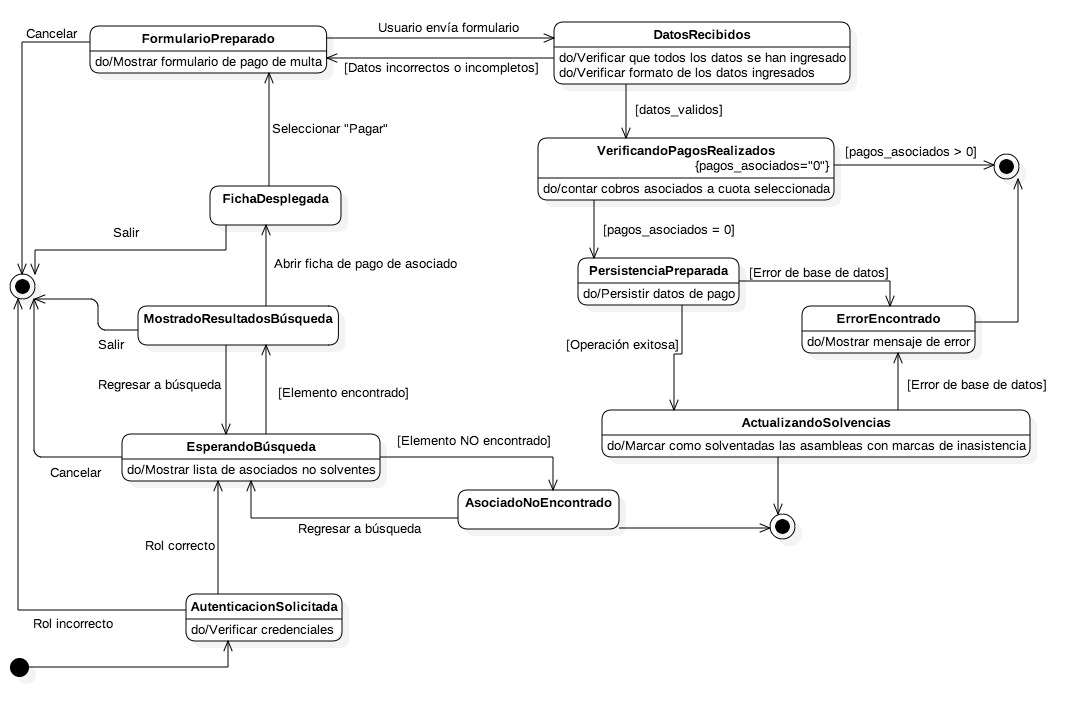 Cancelar
FormularioPreparado
do/Mostrar formulario de pago de multa
Usuario envía formulario
[Datos incorrectos o incompletos]
DatosRecibidos
do/Verificar que todos los datos se han ingresado
do/Verificar formato de los datos ingresados
Seleccionar "Pagar"
[datos_validos]
VerificandoPagosRealizados
{pagos_asociados="0"}
do/contar cobros asociados a cuota seleccionada
[pagos_asociados > 0]
FichaDesplegada
Salir
[pagos_asociados = 0]
Abrir ficha de pago de asociado
PersistenciaPreparada
do/Persistir datos de pago
[Error de base de datos]
MostradoResultadosBúsqueda
ErrorEncontrado
do/Mostrar mensaje de error
Salir
[Operación exitosa]
Regresar a búsqueda
[Elemento encontrado]
[Error de base de datos]
ActualizandoSolvencias
do/Marcar como solventadas las asambleas con marcas de inasistencia
EsperandoBúsqueda
do/Mostrar lista de asociados no solventes
[Elemento NO encontrado]
Cancelar
AsociadoNoEncontrado
Regresar a búsqueda
Rol correcto
AutenticacionSolicitada
do/Verificar credenciales
Rol incorrecto